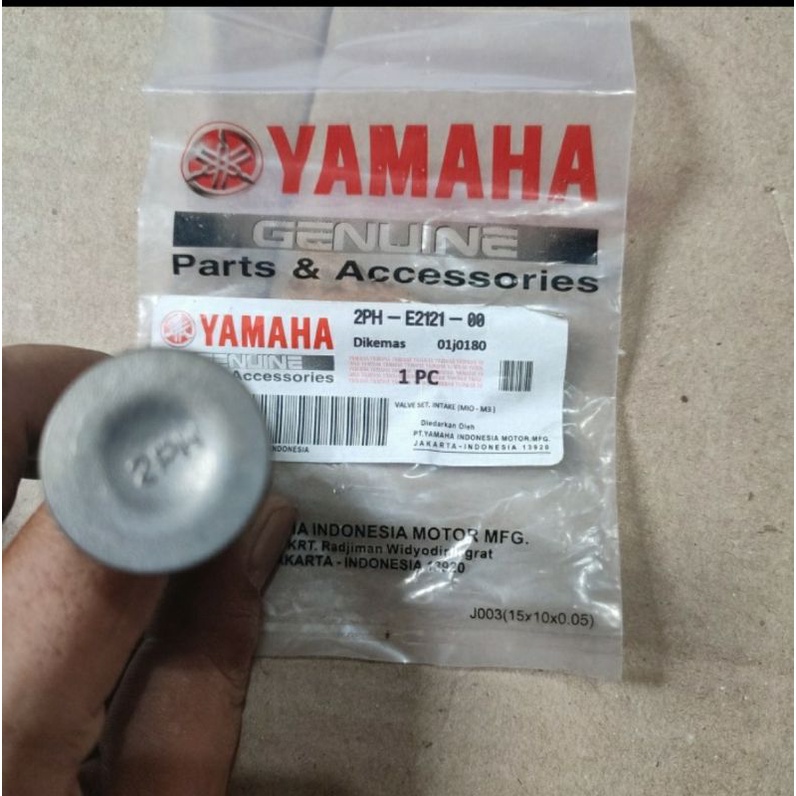 YAMAHA
GENUINE
Parts & Accessories
YAMAHA
GENUINE
Accessories
2PH-E2121-00
Dikemas 01j0180
1 PC
VALVE SET, INTAKE (MIO - M3)
Diedarkan Oleh
PT.YAMAHA INDONESIA MOTOR.MFG.
JAKARTA-INDONESIA 13920
INDONESIA
INDONESIA MOTOR MFG.
KRT. Radjiman Widyodiningrat
JAKARTA - INDONESIA 13920
J003(15x10x0.05)